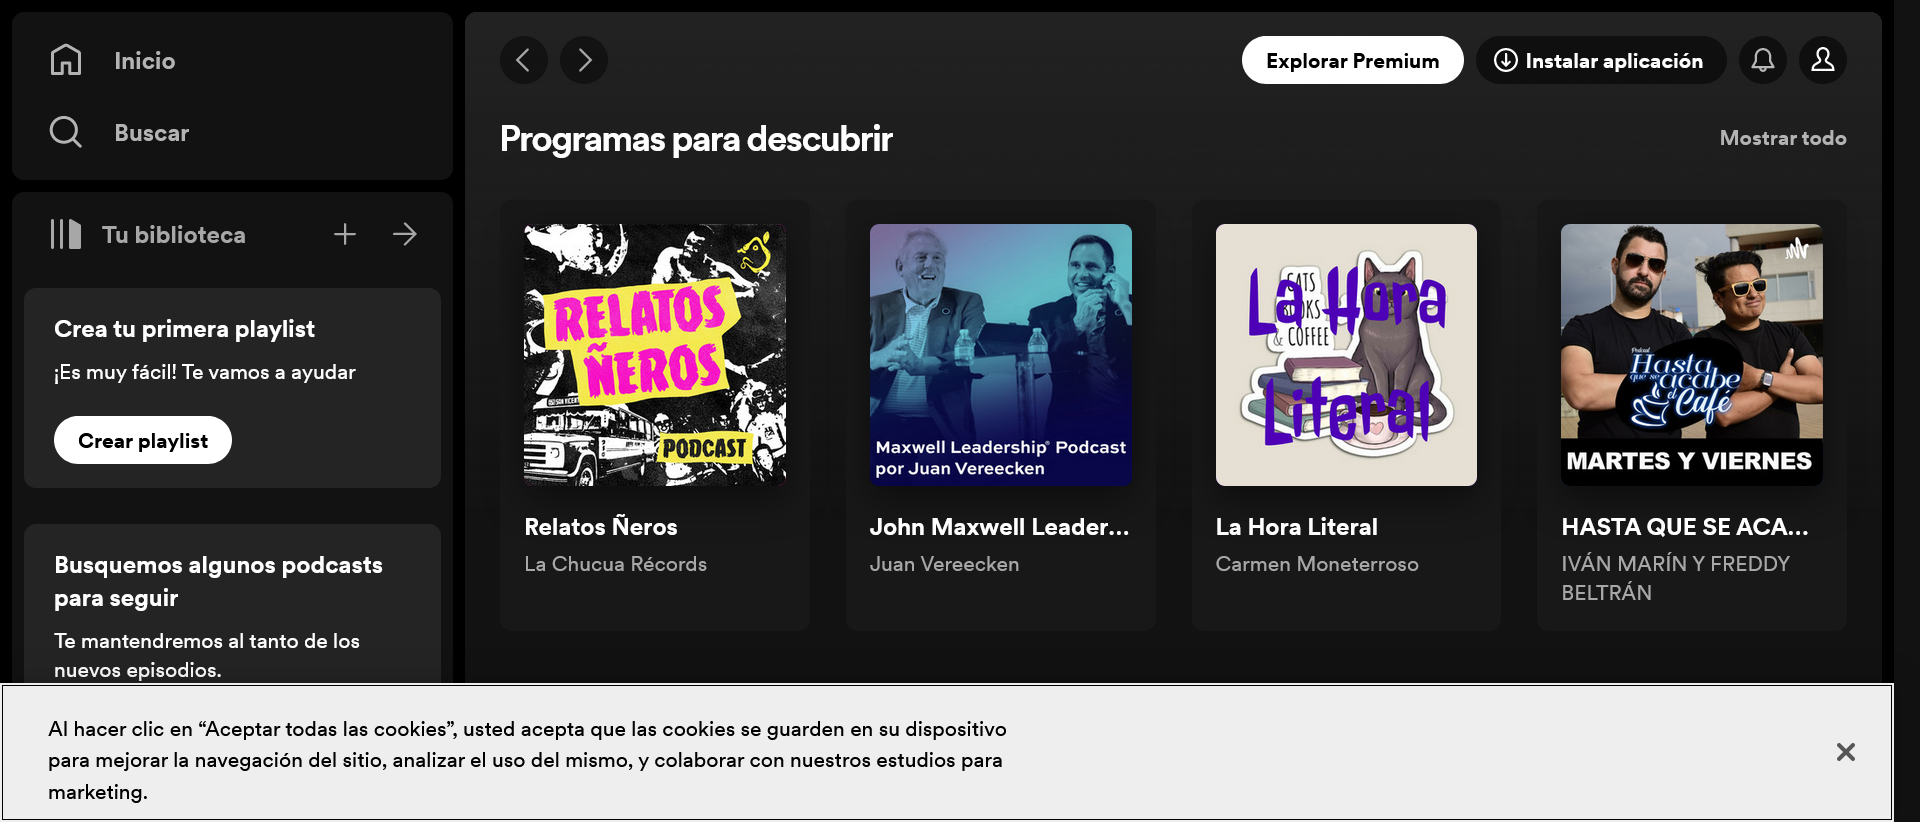 Inicio
Buscar
Tu biblioteca
Crea tu primera playlist
¡Es muy fácil! Te vamos a ayudar
Crear playlist
Busquemos algunos podcasts
para seguir
Te mantendremos al tanto de los
nuevos episodios.
Explorar Premium
Instalar aplicación
Programas para descubrir
Mostrar todo
RELATOS
ÑEROS
PODCAST
Relatos Ñeros
La Chucua Récords
Maxwell Leadership® Podcast
por Juan Vereecken
John Maxwell Leader...
Juan Vereecken
CATS
BOOKS
& COFFEE
La Hora
Literal
La Hora Literal
Carmen Moneterroso
Podcast
Hasta
que se acabe
el Café
MARTES Y VIERNES
HASTA QUE SE ACA...
IVÁN MARÍN Y FREDDY
BELTRÁN
Al hacer clic en “Aceptar todas las cookies”, usted acepta que las cookies se guarden en su dispositivo
para mejorar la navegación del sitio, analizar el uso del mismo, y colaborar con nuestros estudios para
marketing.